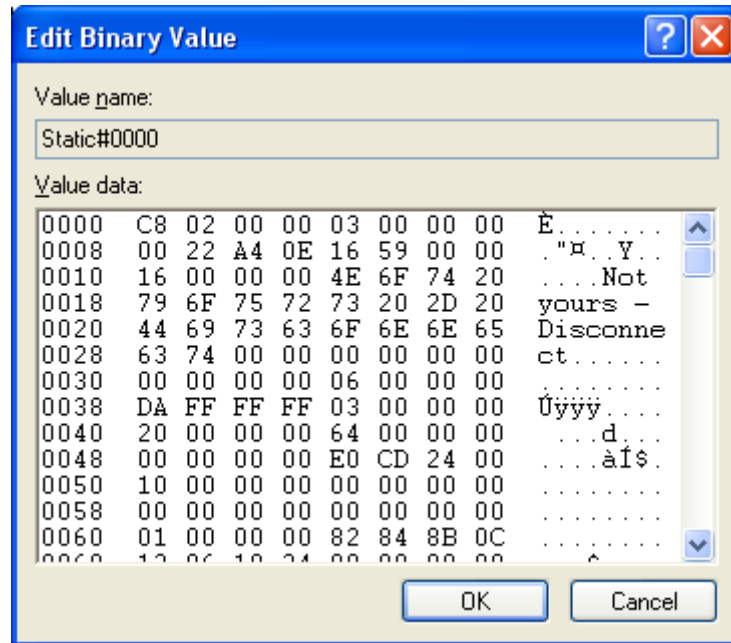 Edit Binary Value
Value name:
Static#0000
Value data:
0000 C8 02 00 00 03 00 00 00 È.......
0008 00 22 A4 0E 16 59 00 00 ."¤..Y..
0010 16 00 00 00 4E 6F 74 20 ....Not
0018 79 6F 75 72 73 20 2D 20 yours -
0020 44 69 73 63 6F 6E 6E 65 Disconne
0028 63 74 00 00 00 00 00 00 ct......
0030 00 00 00 00 06 00 00 00 ........
0038 DA FF FF FF 03 00 00 00 Úÿÿÿ....
0040 20 00 00 00 64 00 00 00 ...d...
0048 00 00 00 00 E0 CD 24 00 ....àÍ$.
0050 10 00 00 00 00 00 00 00 ........
0058 00 00 00 00 00 00 00 00 ........
0060 01 00 00 00 82 84 8B 0C ........
OK Cancel